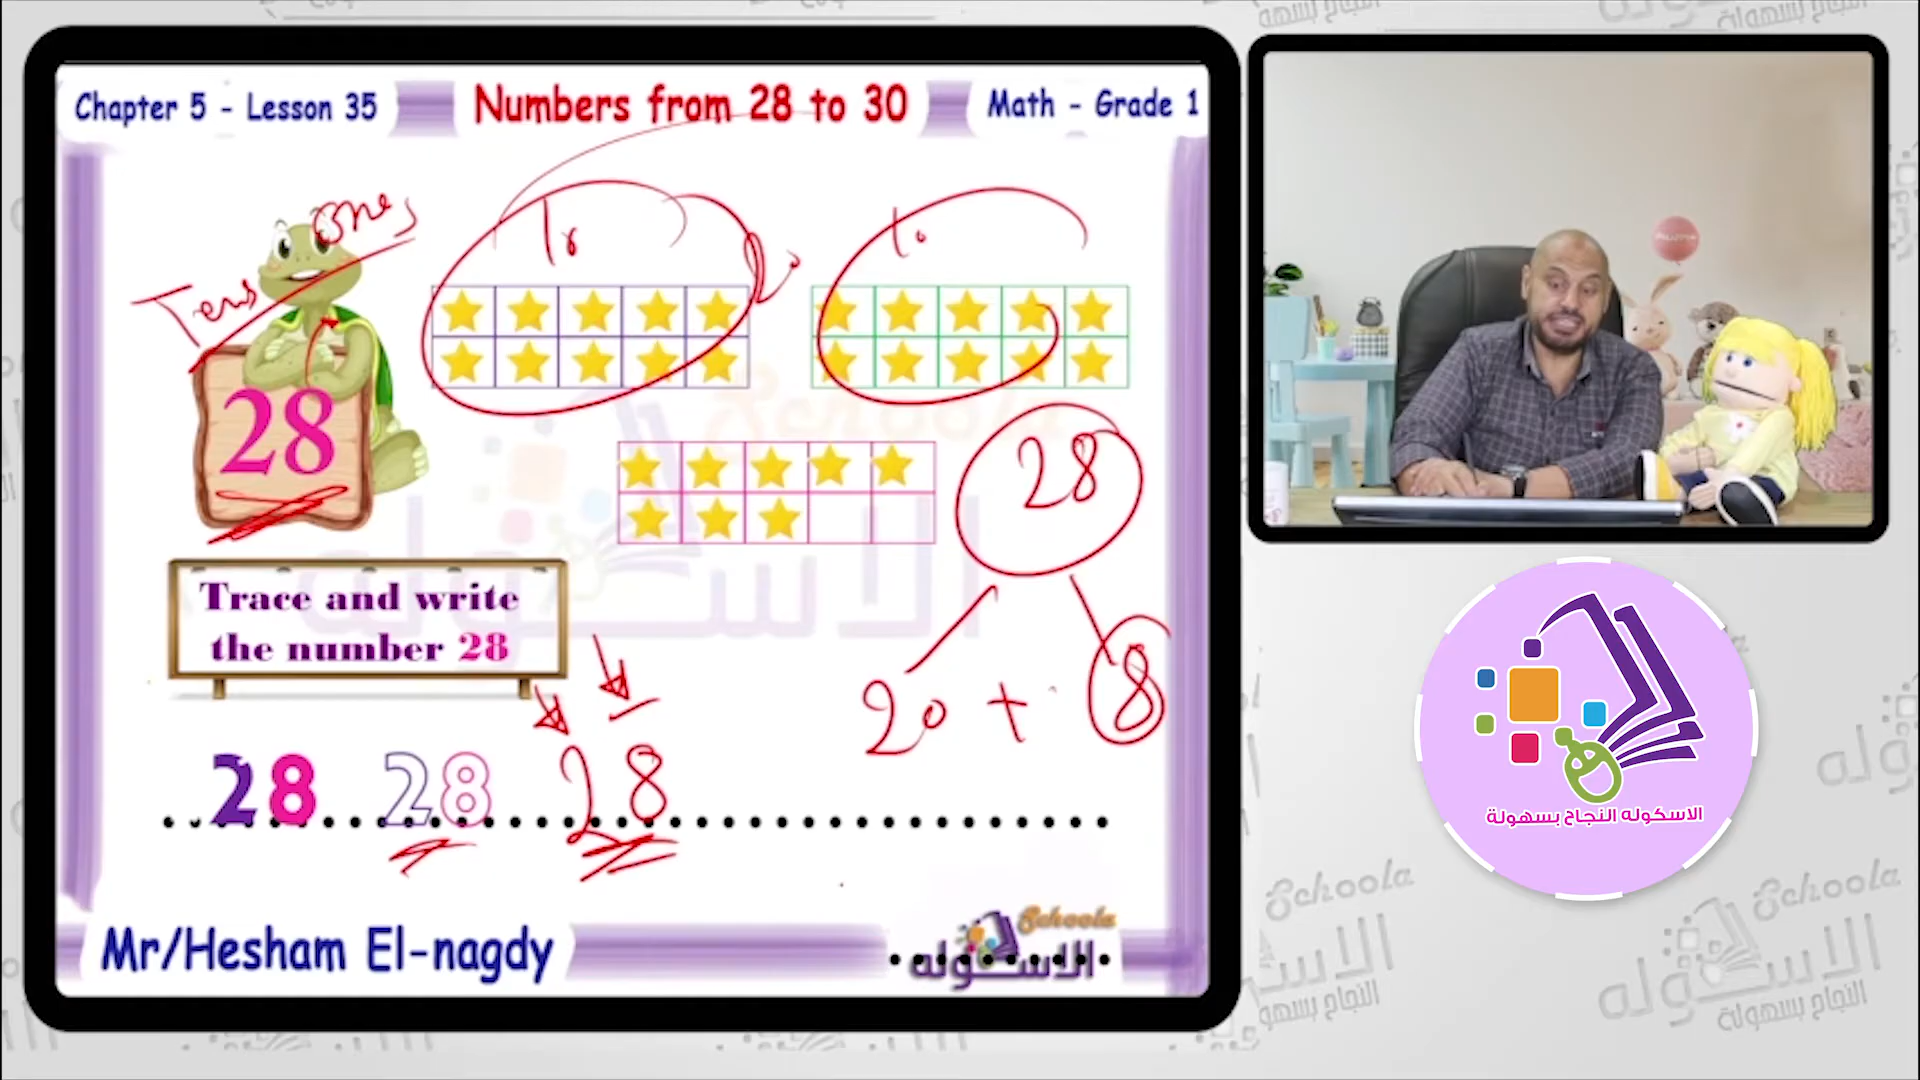 Chapter 5 - Lesson 35
Numbers from 28 to 30
Math - Grade 1
Tens
ones
10
20
10
28
28
20 + 8
Trace and write
the number 28
28 28 28
Mr/Hesham El-nagdy
Schoola
الاسكوله
الاسكوله النجاح بسهولة